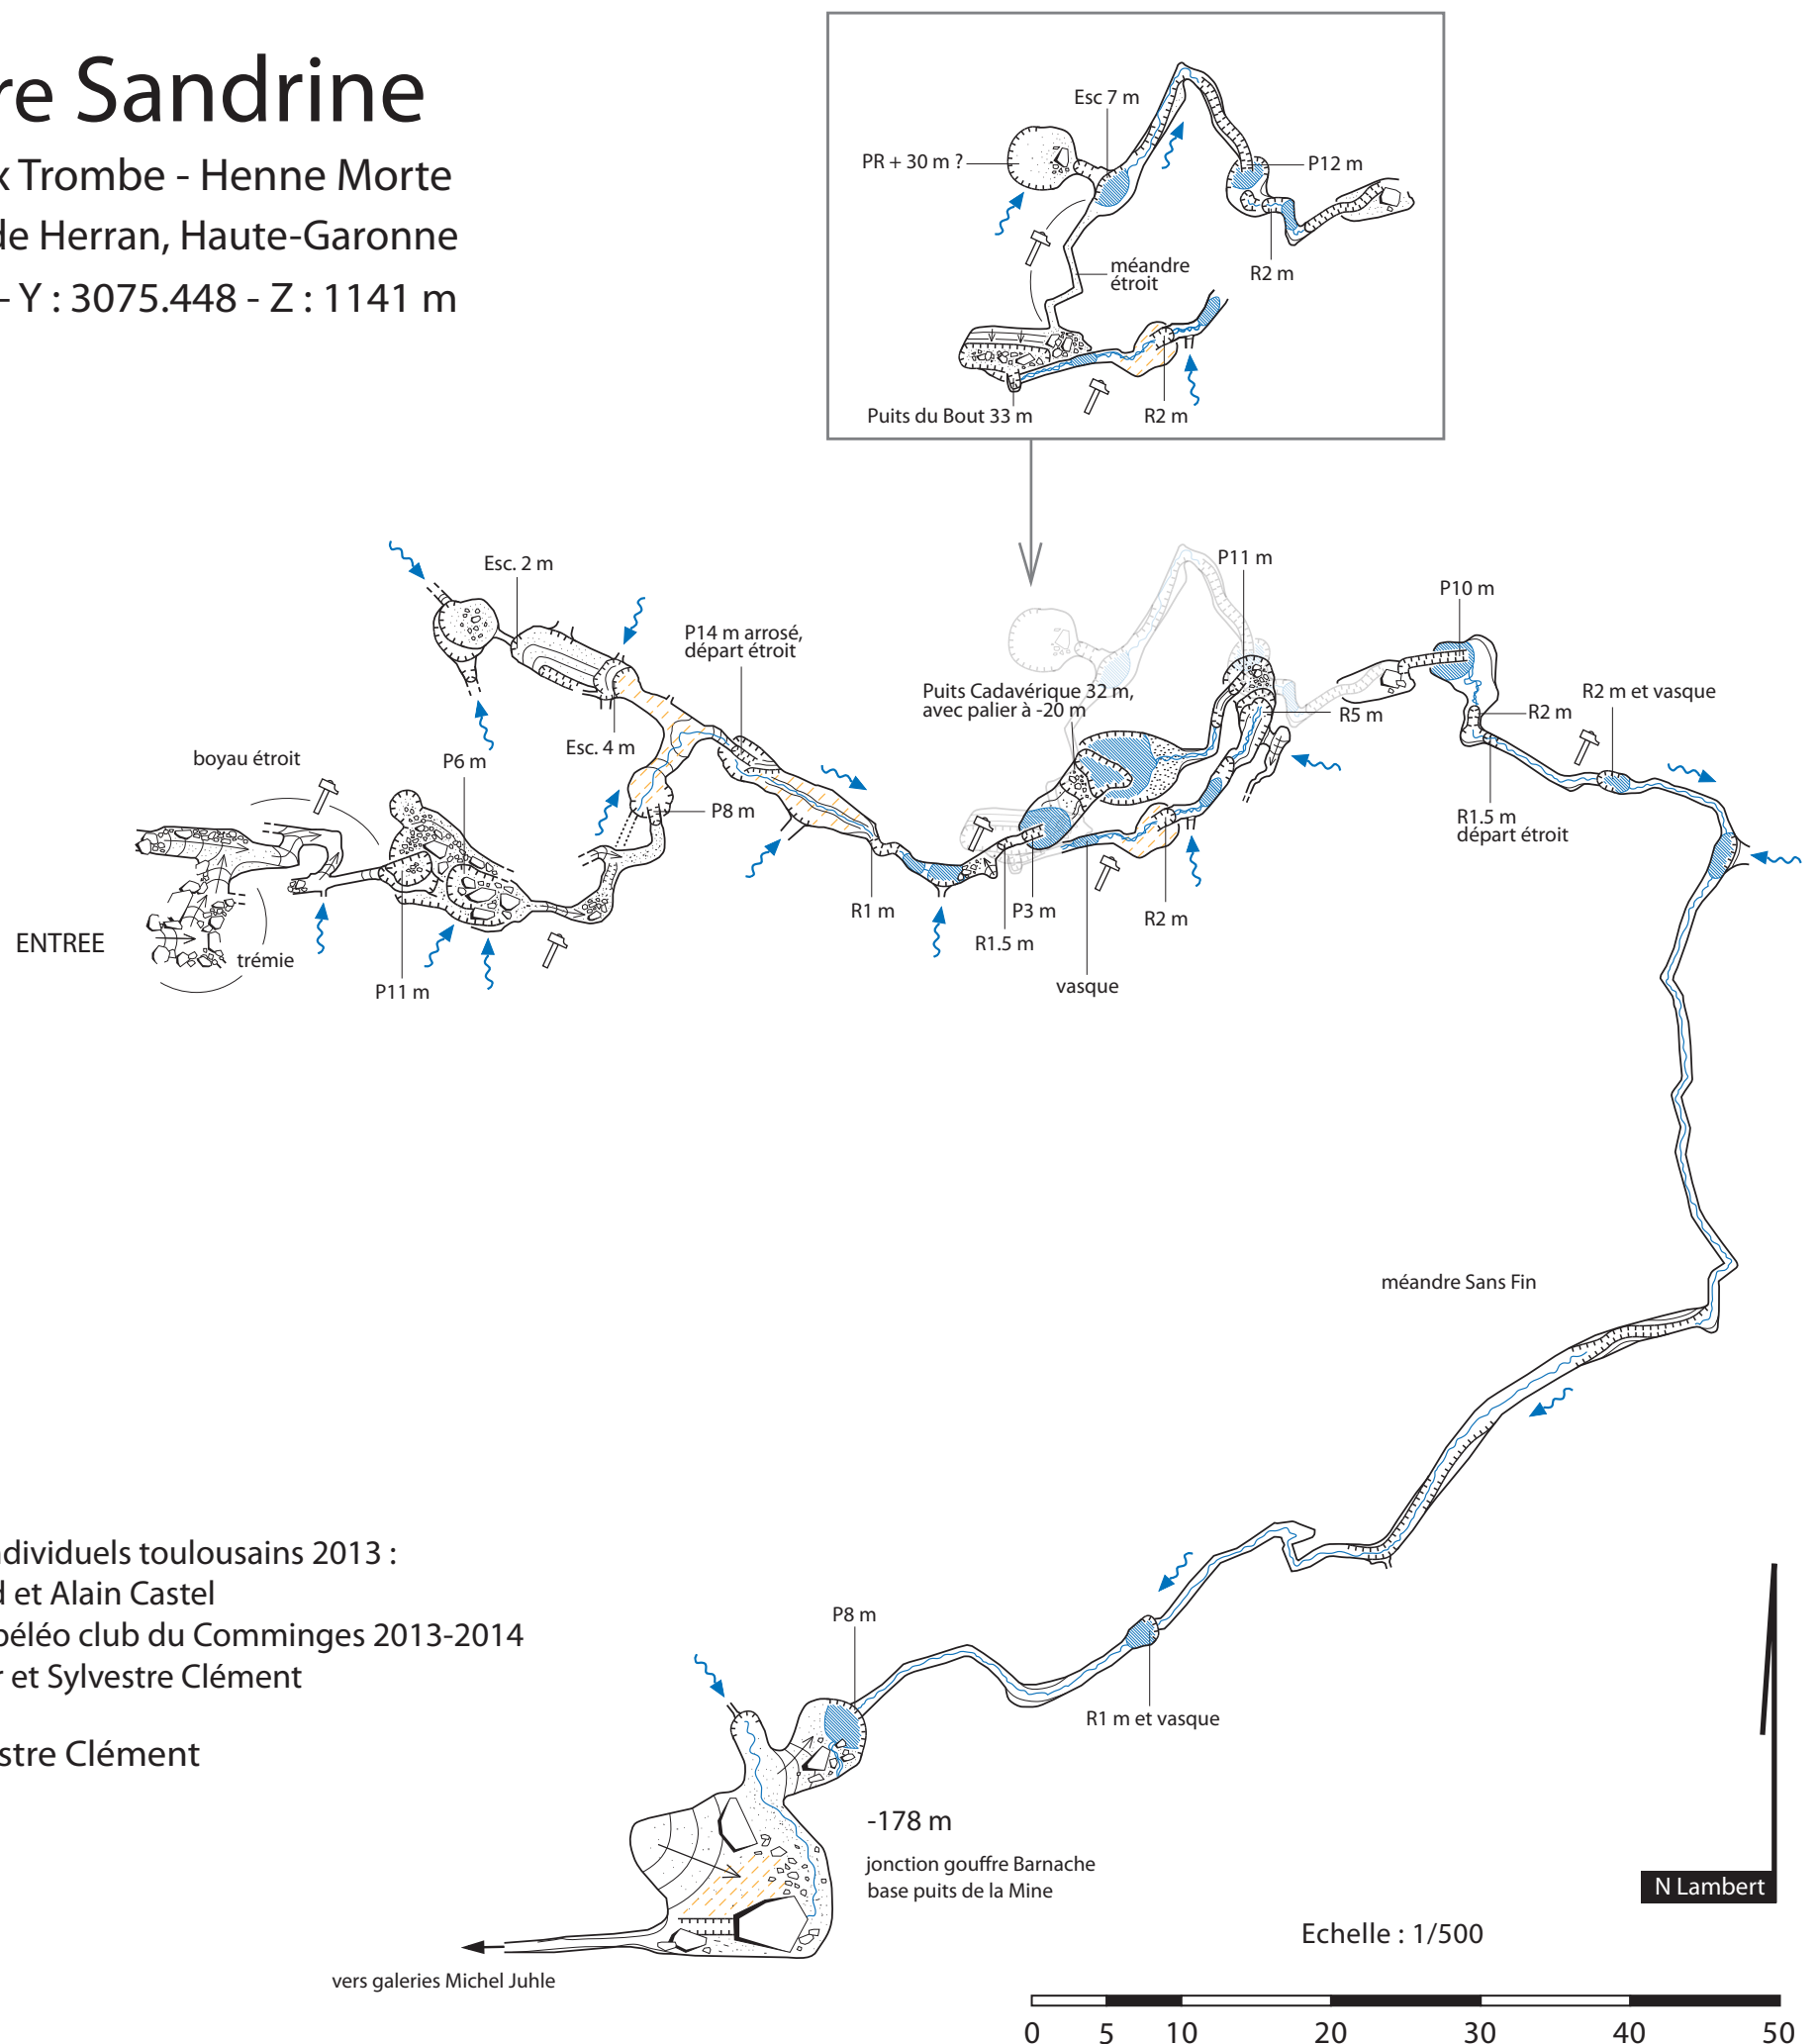 re Sandrine
x Trombe - Henne Morte
de Herran, Haute-Garonne
- Y : 3075.448 - Z : 1141 m
Esc 7 m
PR + 30 m ?
P12 m
méandre
étroit
R2 m
Puits du Bout 33 m
R2 m
Esc. 2 m
P11 m
P10 m
P14 m arrosé,
départ étroit
Puits Cadavérique 32 m,
avec palier à -20 m
R2 m et vasque
R2 m
R5 m
Esc. 4 m
boyau étroit
P6 m
P8 m
R1.5 m
départ étroit
R1 m
P3 m
R2 m
R1.5 m
ENTREE
trémie
P11 m
vasque
méandre Sans Fin
ndividuels toulousains 2013 :
d et Alain Castel
péléo club du Comminges 2013-2014
r et Sylvestre Clément
stre Clément
P8 m
R1 m et vasque
-178 m
jonction gouffre Barnache
base puits de la Mine
N Lambert
Echelle : 1/500
vers galeries Michel Juhle
0 5 10 20 30 40 50